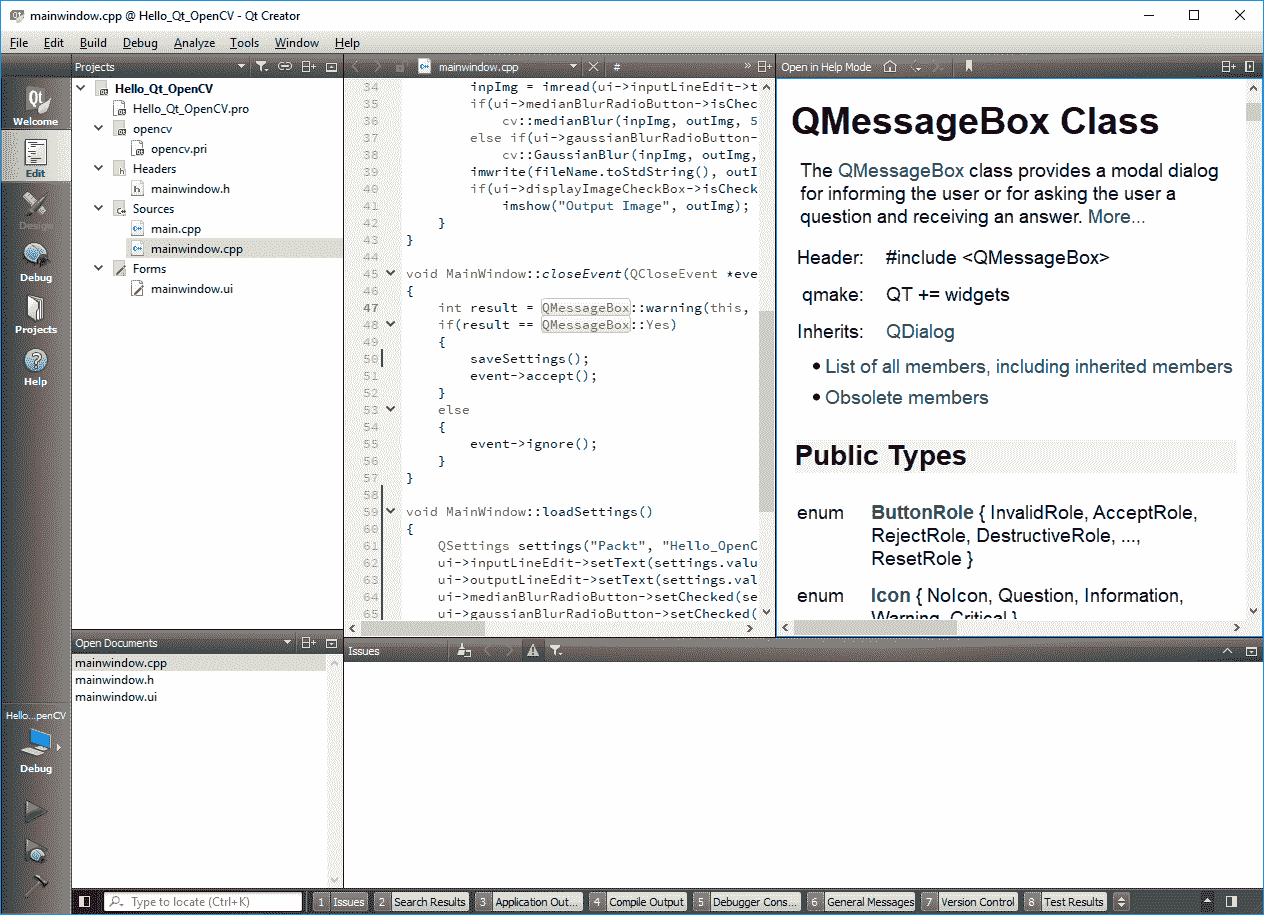 mainwindow.cpp @ Hello_Qt_OpenCV - Qt Creator
File Edit Build Debug Analyze Tools Window Help
Projects
mainwindow.cpp
#
Open in Help Mode
Welcome
Edit
Design
Debug
Projects
Help
Hello...penCV
Debug
Hello_Qt_OpenCV
Hello_Qt_OpenCV.pro
opencv
opencv.pri
Headers
mainwindow.h
Sources
main.cpp
mainwindow.cpp
Forms
mainwindow.ui
Open Documents
mainwindow.cpp
mainwindow.h
mainwindow.ui
34 inpImg = imread(ui->inputLineEdit->t
35 if(ui->medianBlurRadioButton->isChec
36 cv::medianBlur(inpImg, outImg, 5
37 else if(ui->gaussianBlurRadioButton-
38 cv::GaussianBlur(inpImg, outImg,
39 imwrite(fileName.toStdString(), outI
40 if(ui->displayImageCheckBox->isCheck
41 imshow("Output Image", outImg);
42 }
43 }
44
45 void MainWindow::closeEvent(QCloseEvent *eve
46 {
47 int result = QMessageBox::warning(this,
48 if(result == QMessageBox::Yes)
49 {
50 saveSettings();
51 event->accept();
52 }
53 else
54 {
55 event->ignore();
56 }
57 }
58
59 void MainWindow::loadSettings()
60 {
61 QSettings settings("Packt", "Hello_OpenC
62 ui->inputLineEdit->setText(settings.valu
63 ui->outputLineEdit->setText(settings.val
64 ui->medianBlurRadioButton->setChecked(se
65 ui->gaussianBlurRadioButton->setChecked(
QMessageBox Class
The QMessageBox class provides a modal dialog
for informing the user or for asking the user a
question and receiving an answer. More...
Header: #include <QMessageBox>
qmake: QT += widgets
Inherits: QDialog
• List of all members, including inherited members
• Obsolete members
Public Types
enum ButtonRole { InvalidRole, AcceptRole,
RejectRole, DestructiveRole, ...,
ResetRole }
enum Icon { NoIcon, Question, Information,
Warning, Critical }
Issues
Type to locate (Ctrl+K)
1 Issues 2 Search Results 3 Application Out... 4 Compile Output 5 Debugger Cons... 6 General Messages 7 Version Control 8 Test Results